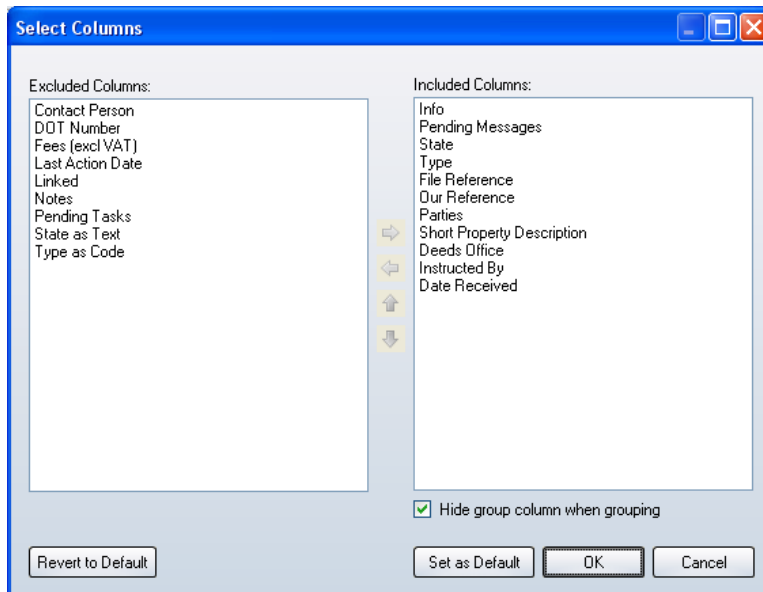 Select Columns
Excluded Columns:
Contact Person
DOT Number
Fees (excl VAT)
Last Action Date
Linked
Notes
Pending Tasks
State as Text
Type as Code
Included Columns:
Info
Pending Messages
State
Type
File Reference
Our Reference
Parties
Short Property Description
Deeds Office
Instructed By
Date Received
Hide group column when grouping
Revert to Default
Set as Default
OK
Cancel